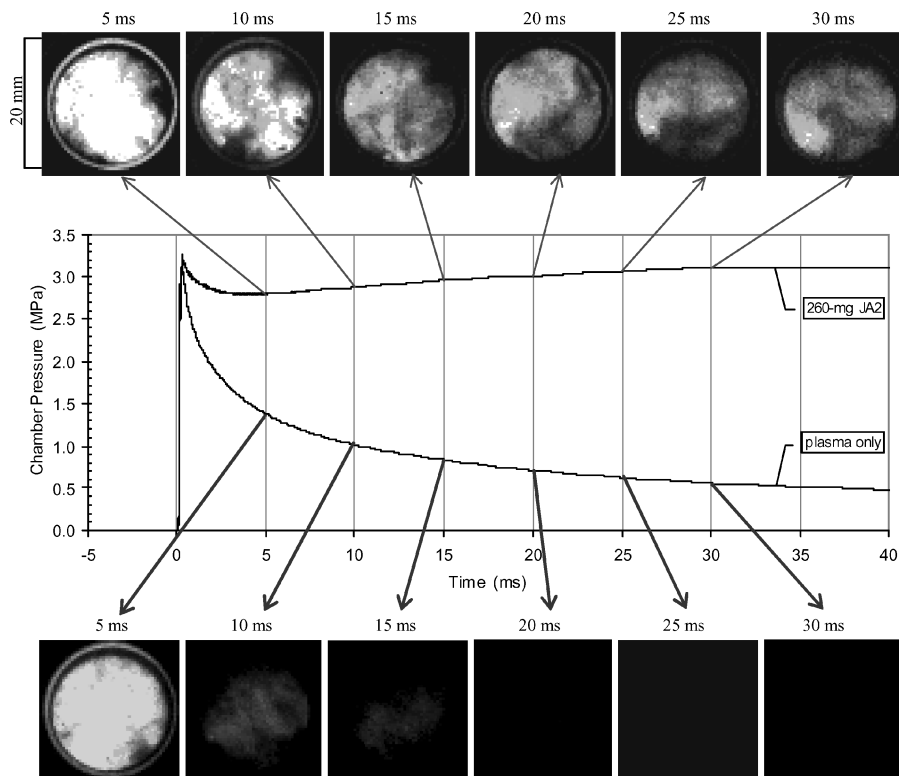 5 ms 10 ms 15 ms 20 ms 25 ms 30 ms
20 mm
3.5
3.0
2.5
2.0
1.5
1.0
0.5
0.0
Chamber Pressure (MPa)
260-mg JA2
plasma only
-5 0 5 10 15 20 25 30 35 40
Time (ms)
5 ms 10 ms 15 ms 20 ms 25 ms 30 ms